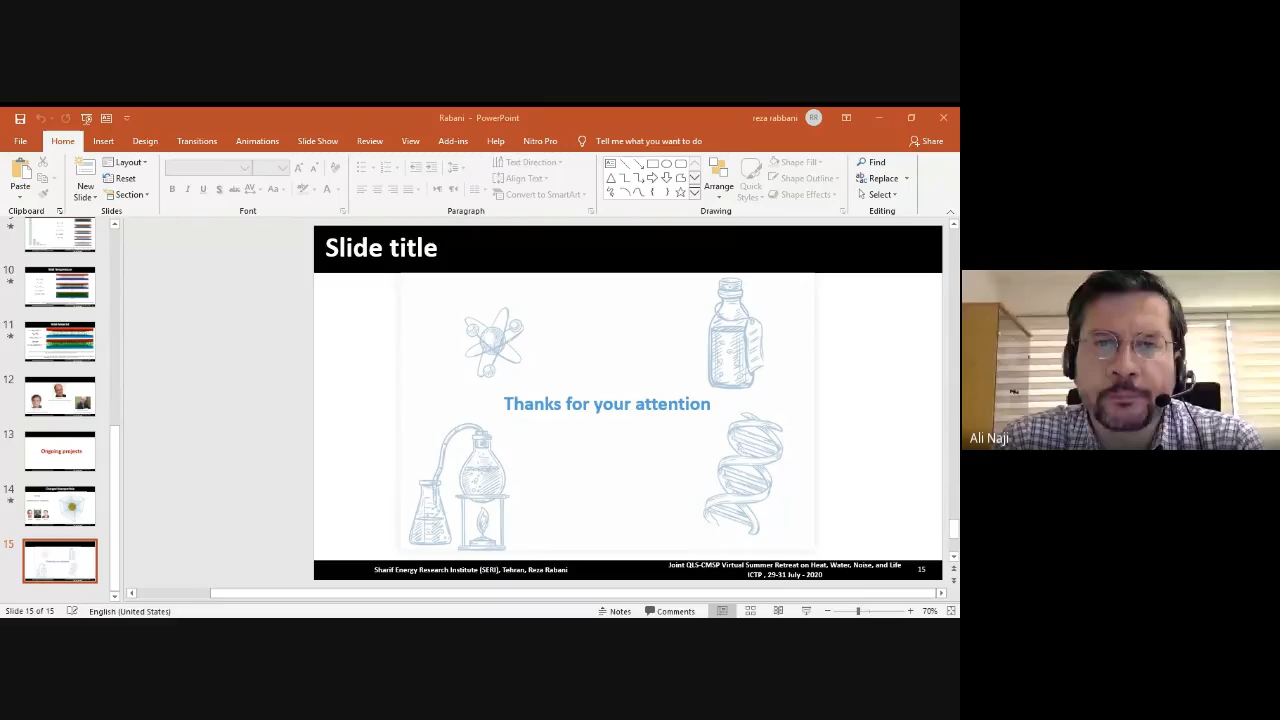 Rabani - PowerPoint
reza rabbani
RR
File Home Insert Design Transitions Animations Slide Show Review View Add-ins Help Nitro Pro Tell me what you want to do
Share
Paste
Clipboard
New
Slide
Layout
Reset
Section
Slides
Font
Text Direction
Align Text
Convert to SmartArt
Paragraph
Arrange
Quick
Styles
Shape Fill
Shape Outline
Shape Effects
Drawing
Find
Replace
Select
Editing
10
11
12
13
Ongoing projects
14
15
Slide title
Thanks for your attention
Sharif Energy Research Institute (SERI), Tehran, Reza Rabani
Joint QLS-CMSP Virtual Summer Retreat on Heat, Water, Noise, and Life
ICTP , 29-31 July - 2020
15
Slide 15 of 15
English (United States)
Notes
Comments
70%
Ali Naji